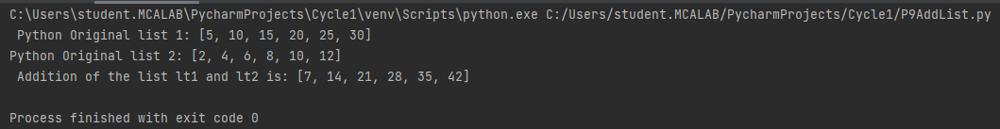 C:\Users\student.MCALAB\PycharmProjects\Cycle1\venv\Scripts\python.exe C:/Users/student.MCALAB/PycharmProjects/Cycle1/P9AddList.py
 Python Original list 1: [5, 10, 15, 20, 25, 30]
Python Original list 2: [2, 4, 6, 8, 10, 12]
 Addition of the list lt1 and lt2 is: [7, 14, 21, 28, 35, 42]
Process finished with exit code 0